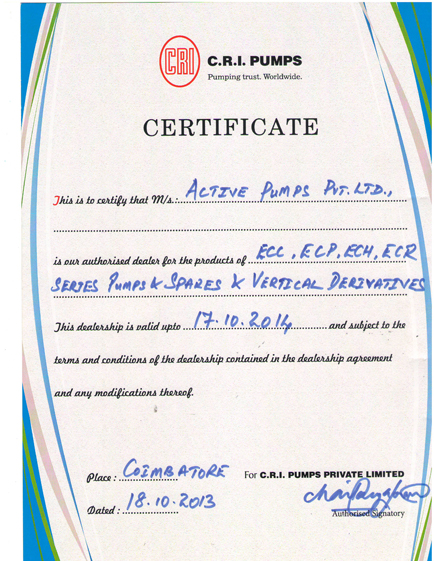 CRI C.R.I. PUMPS
Pumping trust. Worldwide.
CERTIFICATE
This is to certify that M/s.: ACTIVE PUMPS PVT. LTD.,
is our authorised dealer for the products of ECC, ECP, ECH, ECR
SERIES PUMPS & SPARES & VERTICAL DERIVATIVES
This dealership is valid upto 17.10.2014 and subject to the
terms and conditions of the dealership contained in the dealership agreement
and any modifications thereof.
Place : COIMBATORE For C.R.I. PUMPS PRIVATE LIMITED
Dated : 18.10.2013
Authorised Signatory